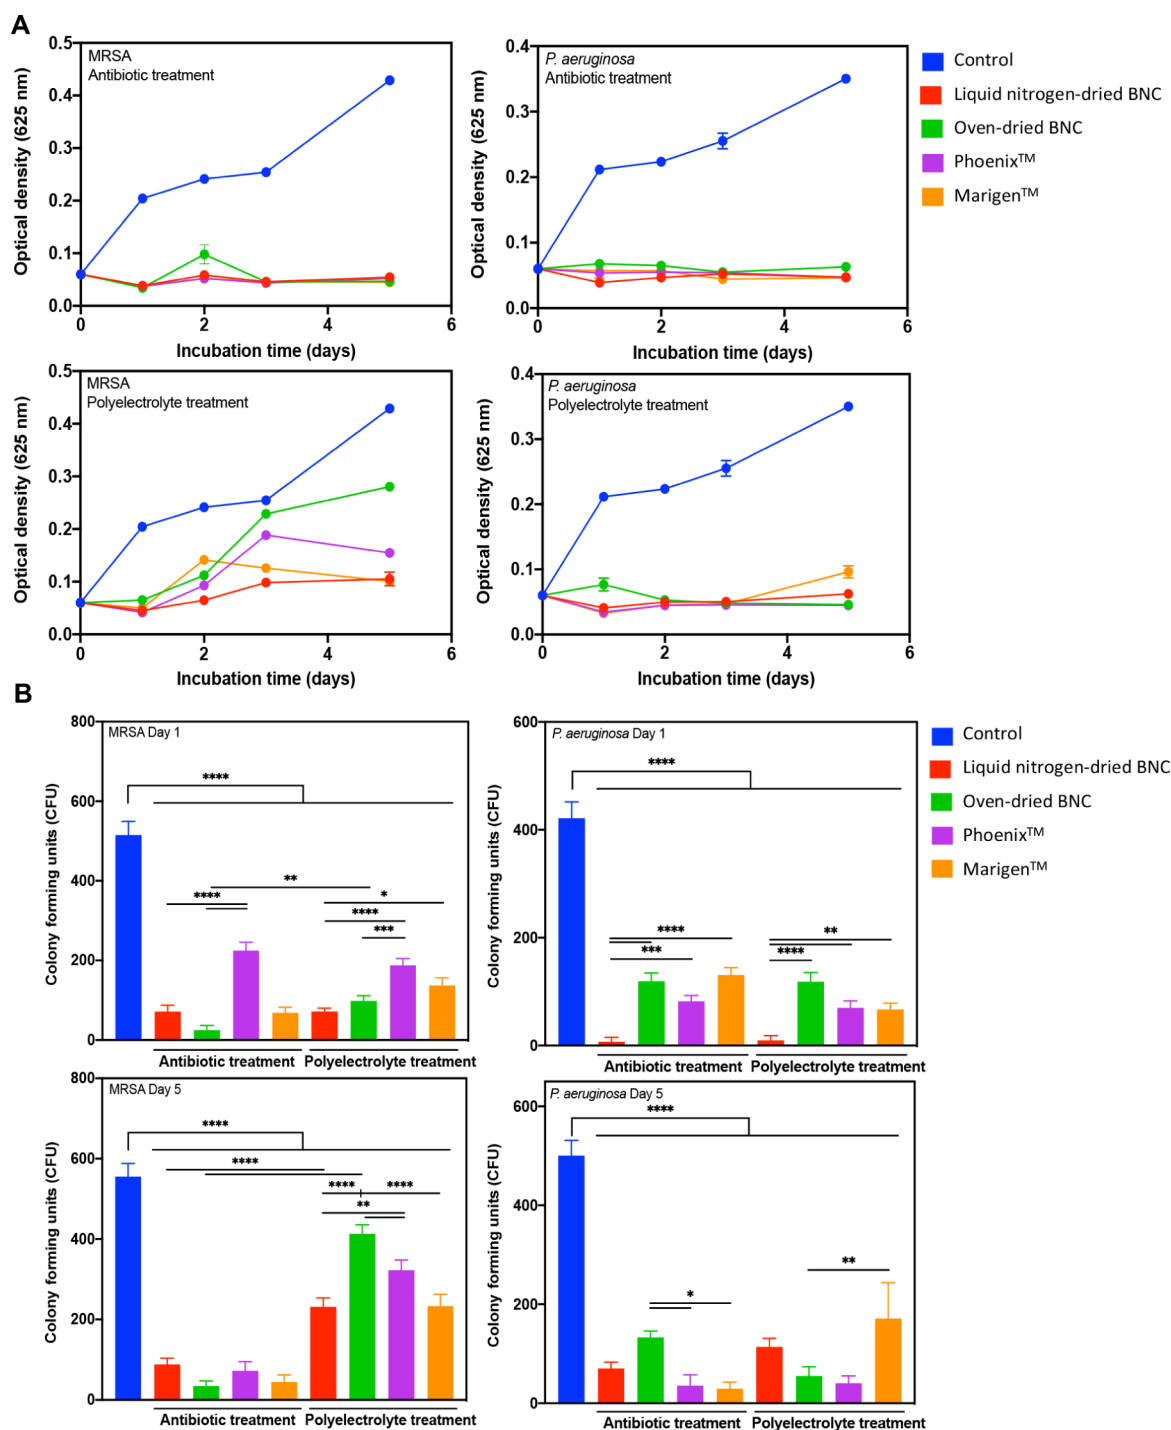 A
MRSA
Antibiotic treatment
0.5
0.4
0.3
0.2
0.1
0.0
0
2
4
6
Optical density (625 nm)
Incubation time (days)
P. aeruginosa
Antibiotic treatment
0.4
0.3
0.2
0.1
0.0
0
2
4
6
Optical density (625 nm)
Incubation time (days)
Control
Liquid nitrogen-dried BNC
Oven-dried BNC
Phoenix™
Marigen™
MRSA
Polyelectrolyte treatment
0.5
0.4
0.3
0.2
0.1
0.0
0
2
4
6
Optical density (625 nm)
Incubation time (days)
P. aeruginosa
Polyelectrolyte treatment
0.4
0.3
0.2
0.1
0.0
0
2
4
6
Optical density (625 nm)
Incubation time (days)
B
MRSA Day 1
800
600
400
200
0
Colony forming units (CFU)
****
**
****
*
****
***
Antibiotic treatment
Polyelectrolyte treatment
P. aeruginosa Day 1
600
400
200
0
Colony forming units (CFU)
****
****
***
**
****
Antibiotic treatment
Polyelectrolyte treatment
Control
Liquid nitrogen-dried BNC
Oven-dried BNC
Phoenix™
Marigen™
MRSA Day 5
800
600
400
200
0
Colony forming units (CFU)
****
****
****
****
**
Antibiotic treatment
Polyelectrolyte treatment
P. aeruginosa Day 5
600
400
200
0
Colony forming units (CFU)
****
*
**
Antibiotic treatment
Polyelectrolyte treatment